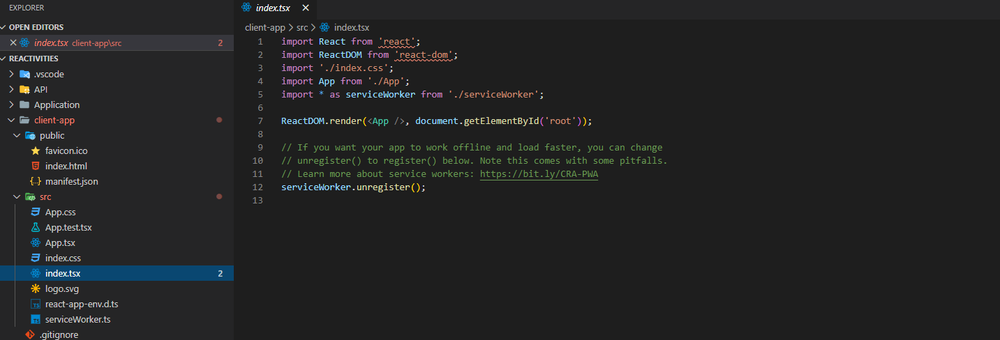 EXPLORER
OPEN EDITORS
index.tsx client-app\src 2
REACTIVITIES
.vscode
API
Application
client-app
public
favicon.ico
index.html
manifest.json
src
App.css
App.test.tsx
App.tsx
index.css
index.tsx 2
logo.svg
react-app-env.d.ts
serviceWorker.ts
.gitignore
index.tsx
client-app > src > index.tsx
1 import React from 'react';
2 import ReactDOM from 'react-dom';
3 import './index.css';
4 import App from './App';
5 import * as serviceWorker from './serviceWorker';
6
7 ReactDOM.render(<App />, document.getElementById('root'));
8
9 // If you want your app to work offline and load faster, you can change
10 // unregister() to register() below. Note this comes with some pitfalls.
11 // Learn more about service workers: https://bit.ly/CRA-PWA
12 serviceWorker.unregister();
13